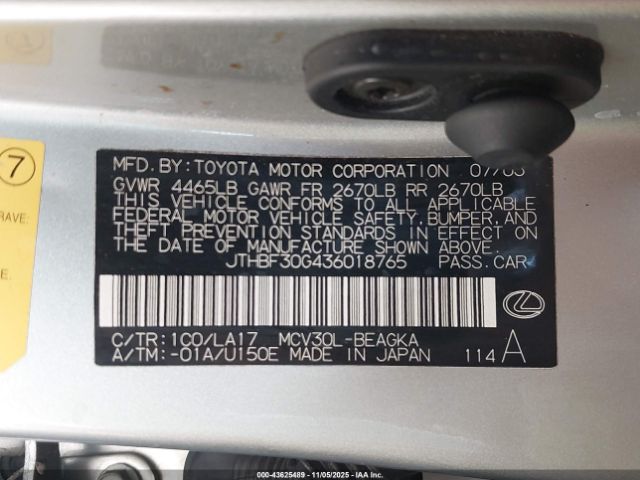 7
RAVE:
MFD. BY: TOYOTA MOTOR CORPORATION 07/03
GVWR 4465LB GAWR FR 2670LB RR 2670LB
THIS VEHICLE CONFORMS TO ALL APPLICABLE
FEDERAL MOTOR VEHICLE SAFETY, BUMPER, AND
THEFT PREVENTION STANDARDS IN EFFECT ON
THE DATE OF MANUFACTURE SHOWN ABOVE.
JTHBF30G436018765 PASS. CAR
C/TR: 1C0/LA17 MCV30L-BEAGKA
A/TM: -01A/U150E MADE IN JAPAN 114 A
000-43625489 - 11/05/2025 - IAA Inc.